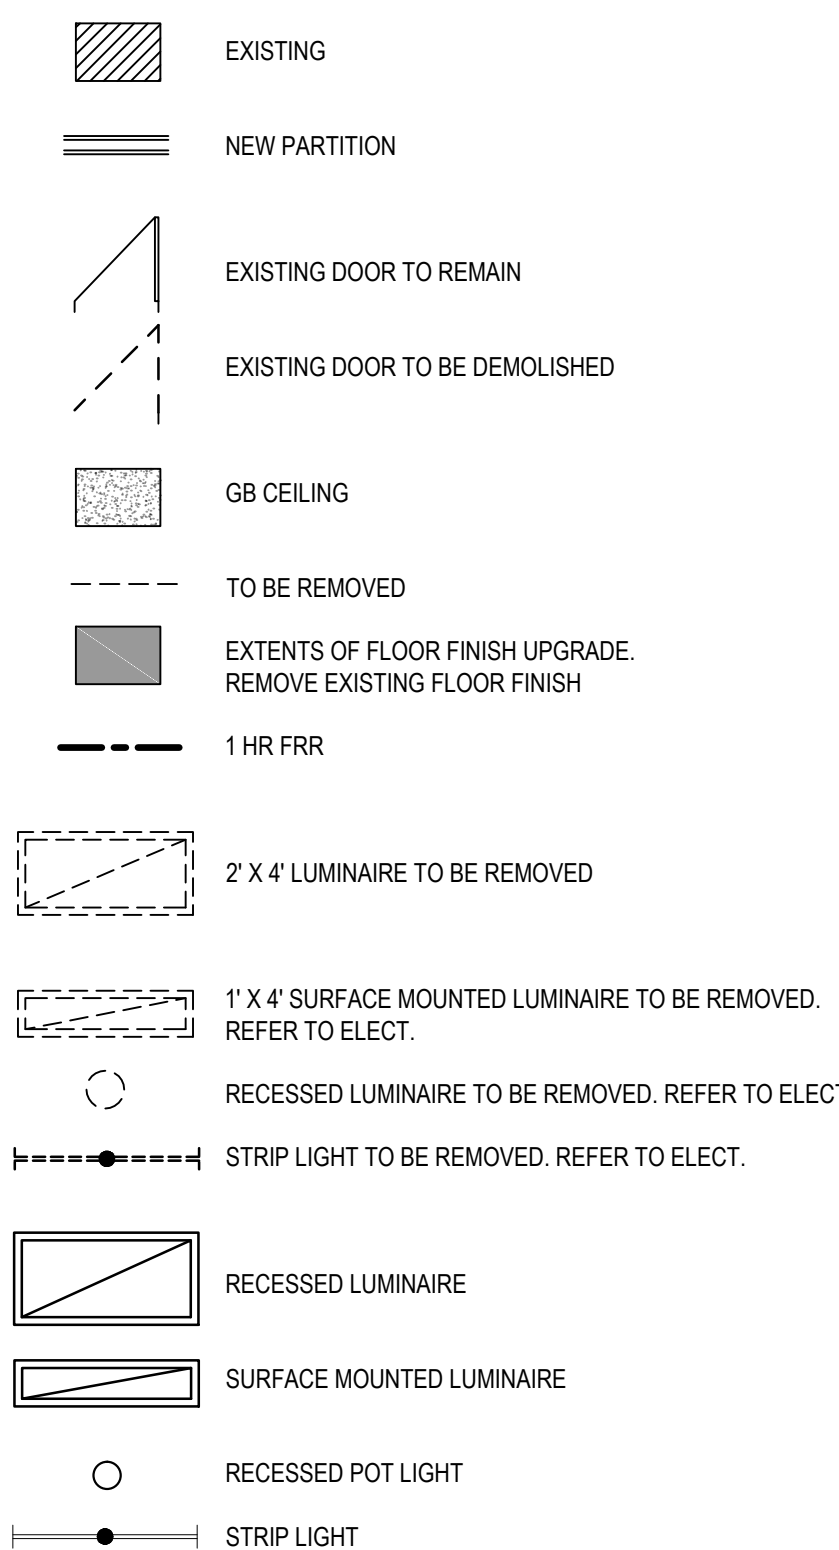 EXISTING
NEW PARTITION
EXISTING DOOR TO REMAIN
EXISTING DOOR TO BE DEMOLISHED
GB CEILING
TO BE REMOVED
EXTENTS OF FLOOR FINISH UPGRADE.
REMOVE EXISTING FLOOR FINISH
1 HR FRR
2' X 4' LUMINAIRE TO BE REMOVED
1' X 4' SURFACE MOUNTED LUMINAIRE TO BE REMOVED.
REFER TO ELECT.
RECESSED LUMINAIRE TO BE REMOVED. REFER TO ELECT
STRIP LIGHT TO BE REMOVED. REFER TO ELECT.
RECESSED LUMINAIRE
SURFACE MOUNTED LUMINAIRE
RECESSED POT LIGHT
STRIP LIGHT